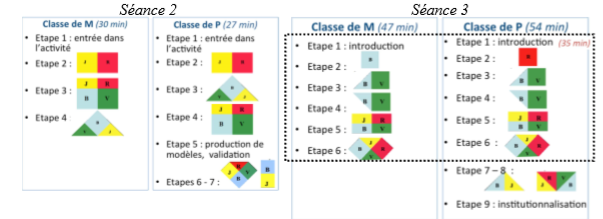 Séance 2
Séance 3
Classe de M (30 min)
• Etape 1 : entrée dans l'activité
• Etape 2 : J R
• Etape 3 : J R B V
• Etape 4 B V J
Classe de P (27 min)
• Etape 1 : entrée dans l'activité
• Etape 2 : J R
• Etape 3 : B V J
• Etape 4 : J R B V
Etape 5 : production de modèles, validation
• Etapes 6 - 7 : R J V B B J
Classe de M (47 min)
• Etape 1 : introduction
• Etape 2 : B
• Etape 3 : B V
• Etape 4 : B V
• Etape 5 : J R B V
• Etape 6 : J R B V
Classe de P (54 min)
• Etape 1 : introduction (35 min)
• Etape 2 : R
• Etape 3 : B V
• Etape 4 : B V
• Etape 5 : J R B V
• Etape 6 : J R B V
• Etape 7 – 8 :
• Etape 9 : institutionnalisation